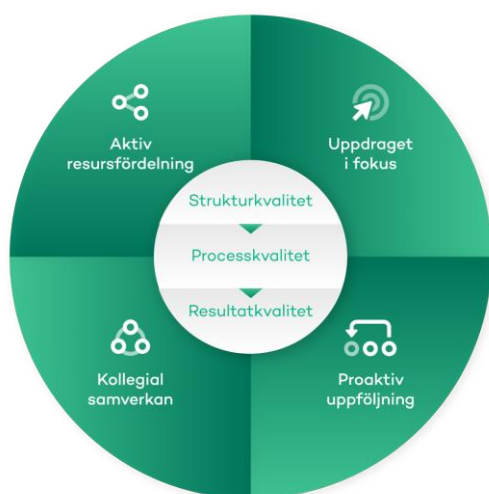 Aktiv
resursfördelning
Uppdraget
i fokus
Strukturkvalitet
Processkvalitet
Resultatkvalitet
Kollegial
samverkan
Proaktiv
uppföljning